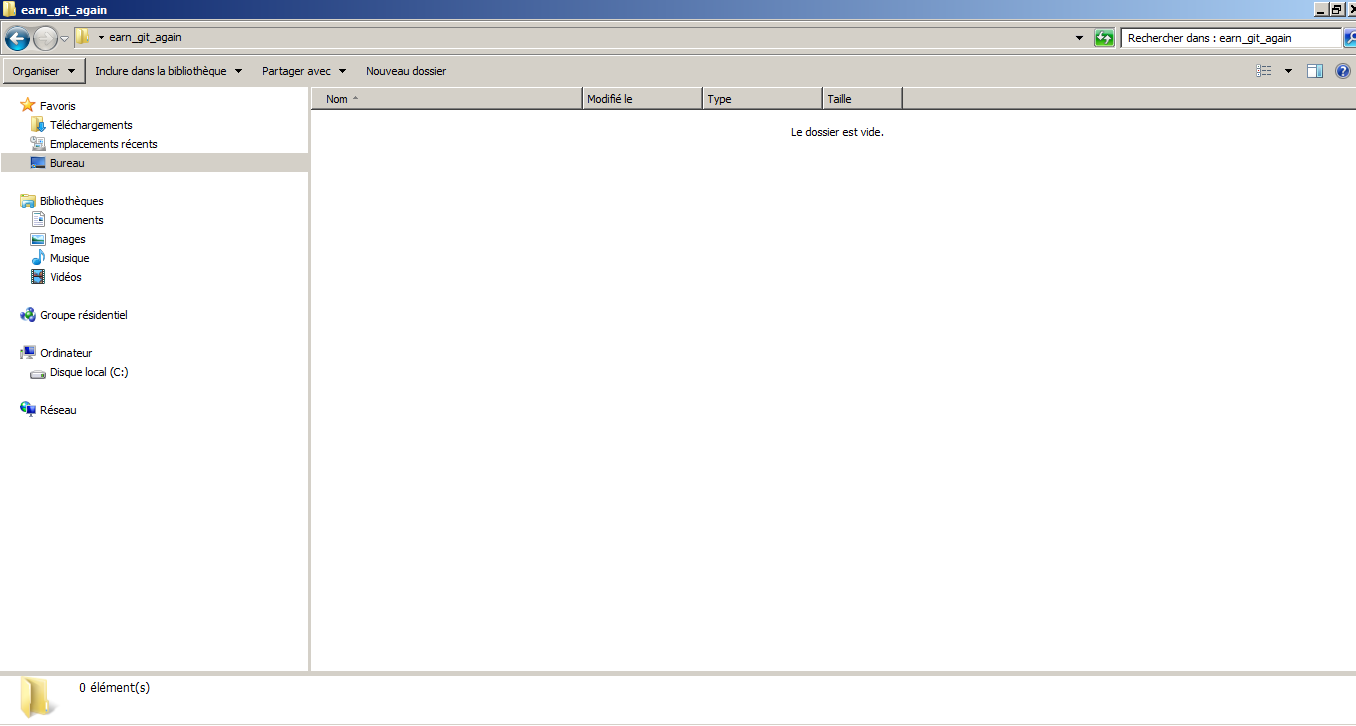 earn_git_again
earn_git_again
Rechercher dans : earn_git_again
Organiser Inclure dans la bibliothèque Partager avec Nouveau dossier
Favoris
Téléchargements
Emplacements récents
Bureau
Bibliothèques
Documents
Images
Musique
Vidéos
Groupe résidentiel
Ordinateur
Disque local (C:)
Réseau
Nom Modifié le Type Taille
Le dossier est vide.
0 élément(s)